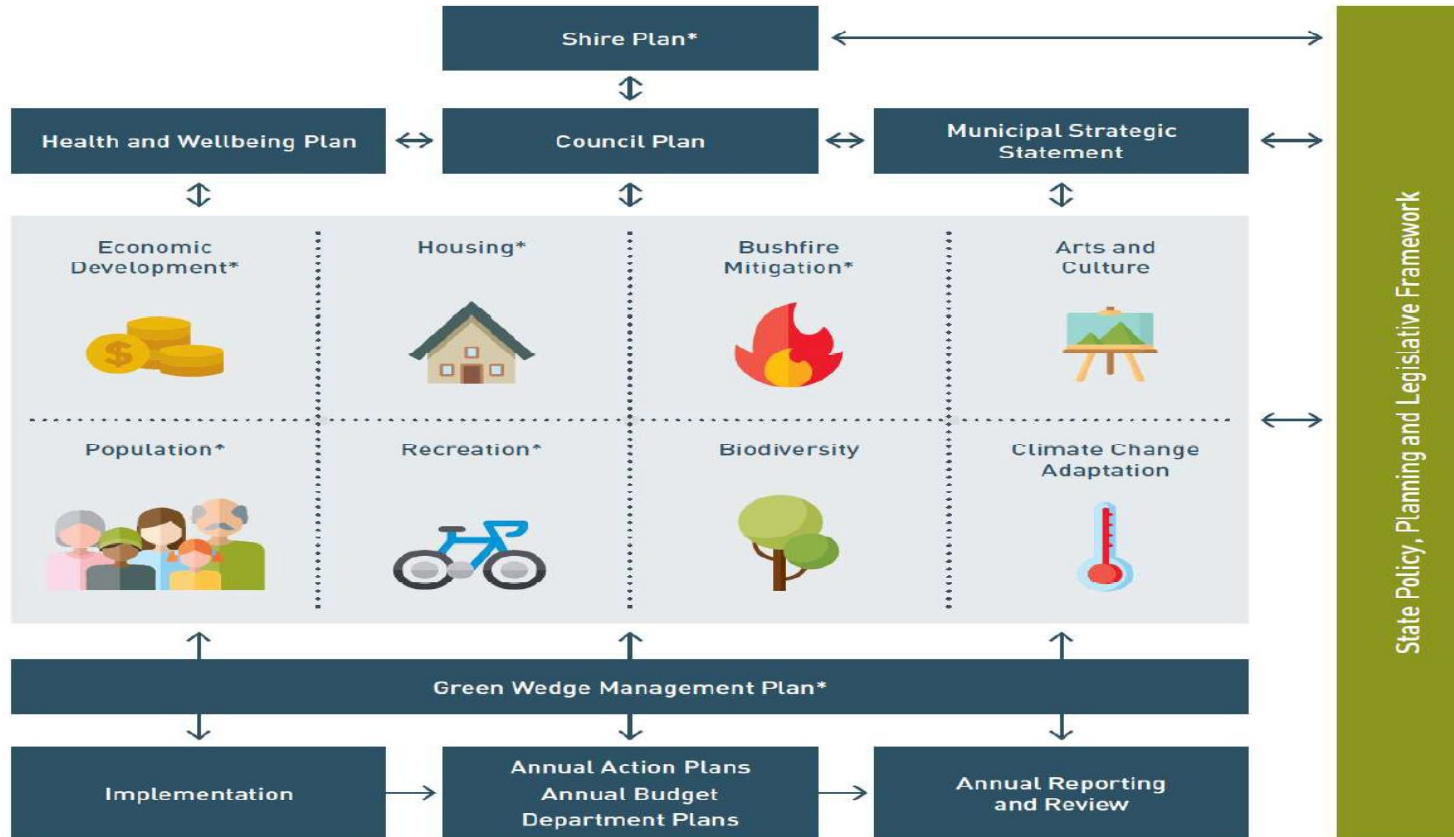 Shire Plan*
Health and Wellbeing Plan
Council Plan
Municipal Strategic
Statement
Economic
Development*
Housing*
Bushfire
Mitigation*
Arts and
Culture
$
Population*
Recreation*
Biodiversity
Climate Change
Adaptation
Green Wedge Management Plan*
Implementation
Annual Action Plans
Annual Budget
Department Plans
Annual Reporting
and Review
State Policy, Planning and Legislative Framework